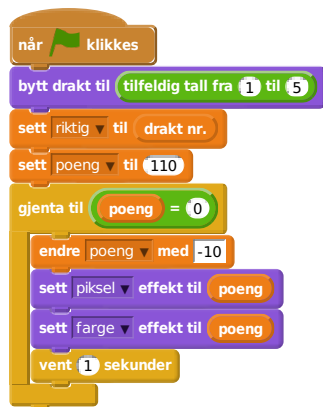 når klikkes
bytt drakt til tilfeldig tall fra 1 til 5
sett riktig til drakt nr.
sett poeng til 110
gjenta til poeng = 0
endre poeng med -10
sett piksel effekt til poeng
sett farge effekt til poeng
vent 1 sekunder